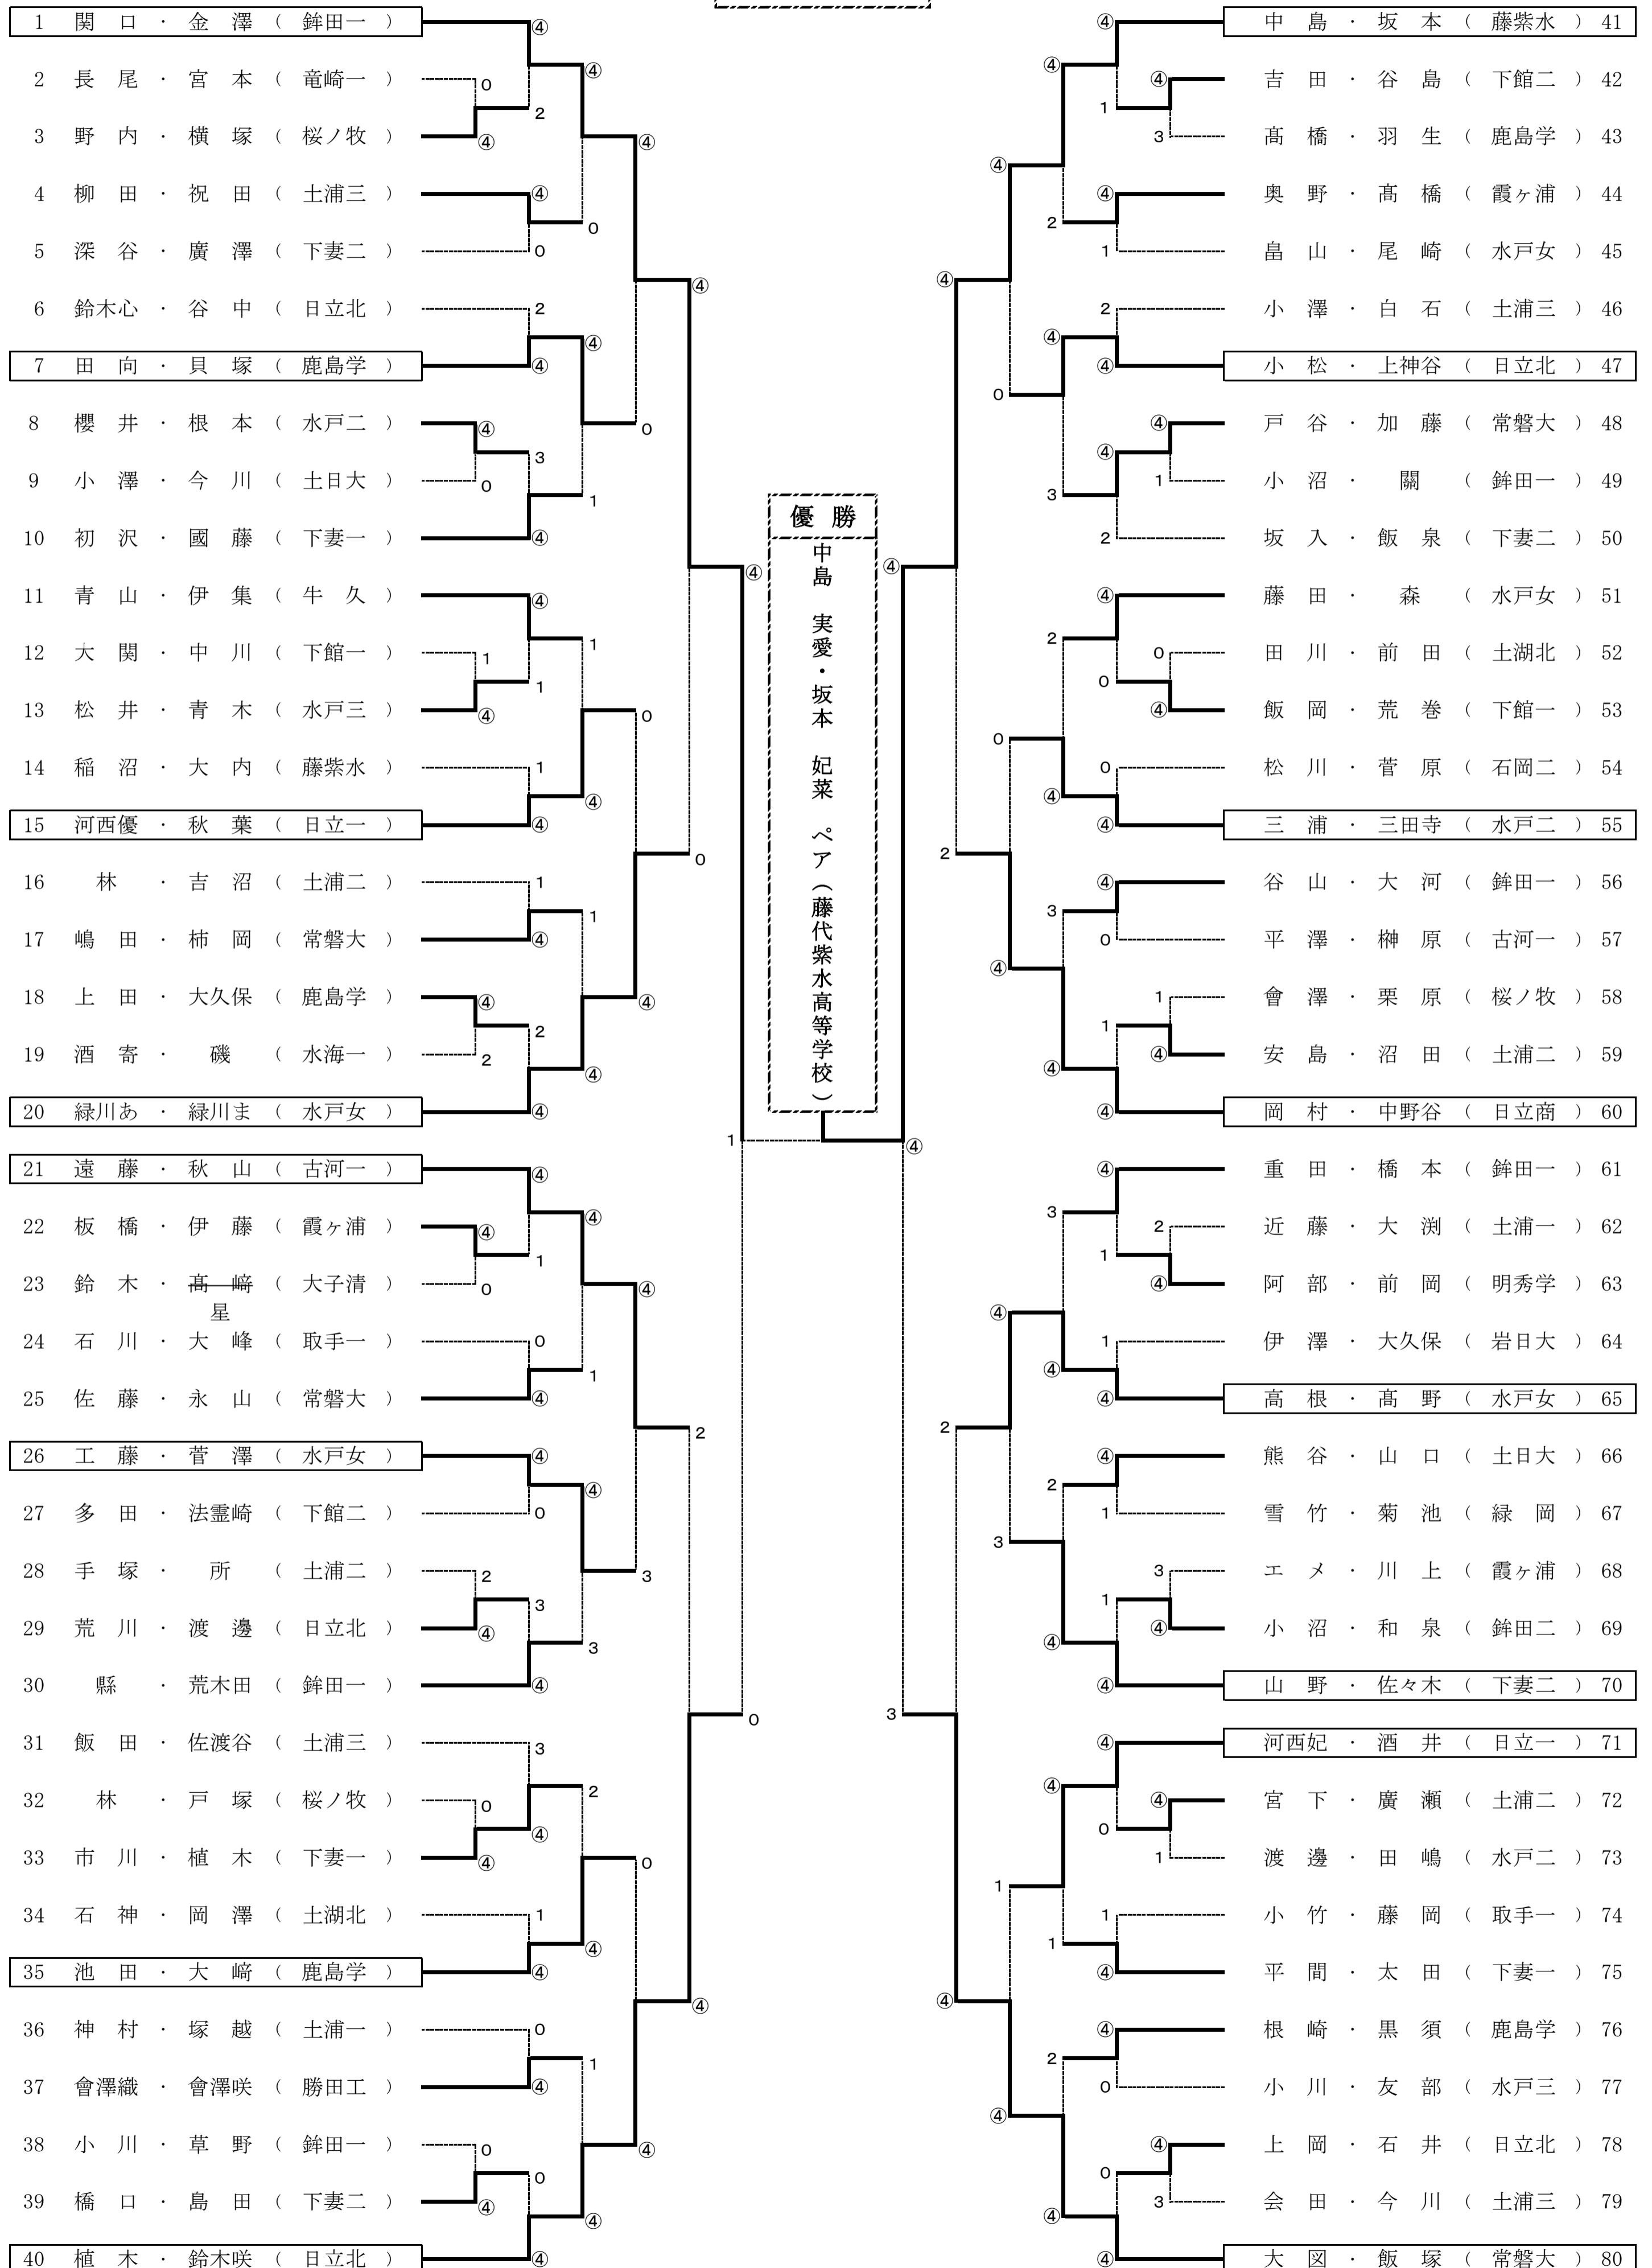 1 関口・金澤（鉾田一）
2 長尾・宮本（竜崎一）
3 野内・横塚（桜ノ牧）
4 柳田・祝田（土浦三）
5 深谷・廣澤（下妻二）
6 鈴木心・谷中（日立北）
7 田向・貝塚（鹿島学）
8 櫻井・根本（水戸二）
9 小澤・今川（土日大）
10 初沢・國藤（下妻一）
11 青山・伊集（牛久）
12 大関・中川（下館一）
13 松井・青木（水戸三）
14 稲沼・大内（藤紫水）
15 河西優・秋葉（日立一）
16 林・吉沼（土浦二）
17 嶋田・柿岡（常磐大）
18 上田・大久保（鹿島学）
19 酒寄・磯（水海一）
20 緑川あ・緑川ま（水戸女）
21 遠藤・秋山（古河一）
22 板橋・伊藤（霞ヶ浦）
23 鈴木・髙﨑（大子清）
星
24 石川・大峰（取手一）
25 佐藤・永山（常磐大）
26 工藤・菅澤（水戸女）
27 多田・法霊崎（下館二）
28 手塚・所（土浦二）
29 荒川・渡邊（日立北）
30 縣・荒木田（鉾田一）
31 飯田・佐渡谷（土浦三）
32 林・戸塚（桜ノ牧）
33 市川・植木（下妻一）
34 石神・岡澤（土湖北）
35 池田・大﨑（鹿島学）
36 神村・塚越（土浦一）
37 會澤織・會澤咲（勝田工）
38 小川・草野（鉾田一）
39 橋口・島田（下妻二）
40 植木・鈴木咲（日立北）
優勝
中島 実愛・坂本 妃菜 ペア（藤代紫水高等学校）
中島・坂本（藤紫水）41
吉田・谷島（下館二）42
髙橋・羽生（鹿島学）43
奥野・髙橋（霞ヶ浦）44
畠山・尾崎（水戸女）45
小澤・白石（土浦三）46
小松・上神谷（日立北）47
戸谷・加藤（常磐大）48
小沼・關（鉾田一）49
坂入・飯泉（下妻二）50
藤田・森（水戸女）51
田川・前田（土湖北）52
飯岡・荒巻（下館一）53
松川・菅原（石岡二）54
三浦・三田寺（水戸二）55
谷山・大河（鉾田一）56
平澤・榊原（古河一）57
會澤・栗原（桜ノ牧）58
安島・沼田（土浦二）59
岡村・中野谷（日立商）60
重田・橋本（鉾田一）61
近藤・大渕（土浦一）62
阿部・前岡（明秀学）63
伊澤・大久保（岩日大）64
高根・髙野（水戸女）65
熊谷・山口（土日大）66
雪竹・菊池（緑岡）67
エメ・川上（霞ヶ浦）68
小沼・和泉（鉾田二）69
山野・佐々木（下妻二）70
河西妃・酒井（日立一）71
宮下・廣瀬（土浦二）72
渡邊・田嶋（水戸二）73
小竹・藤岡（取手一）74
平間・太田（下妻一）75
根崎・黒須（鹿島学）76
小川・友部（水戸三）77
上岡・石井（日立北）78
会田・今川（土浦三）79
大図・飯塚（常磐大）80